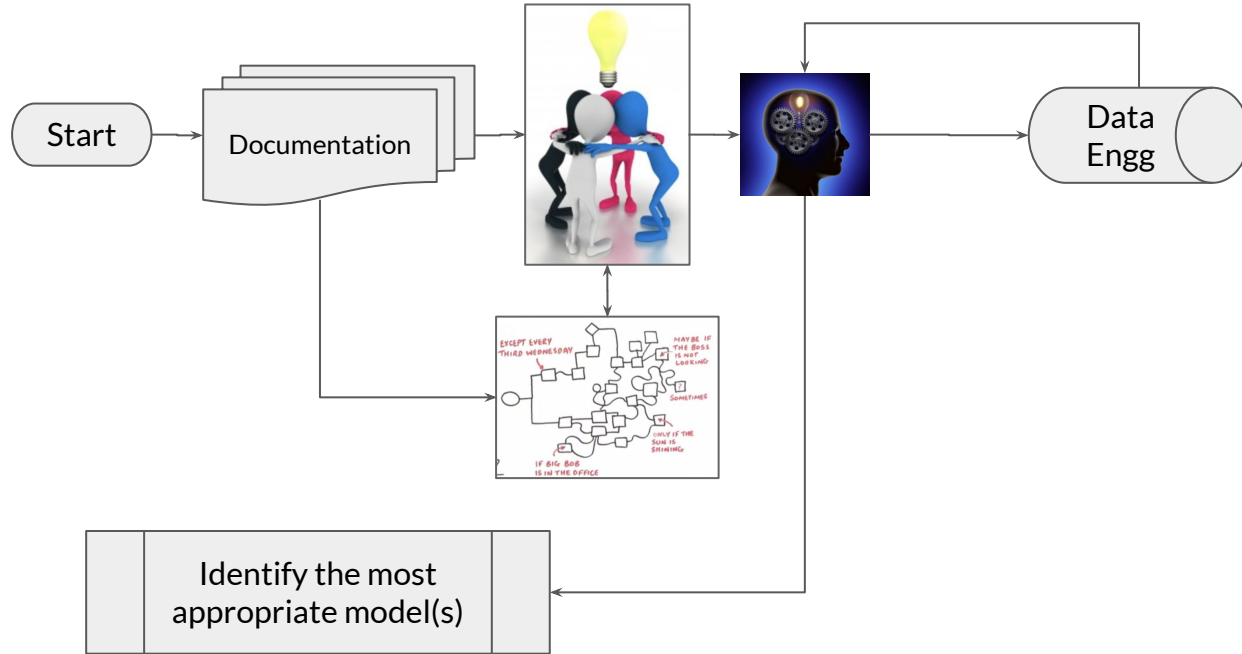 Start
Documentation
Data
Engg
EXCEPT EVERY
THIRD WEDNESDAY
MAYBE IF
THE BOSS
IS NOT
LOOKING
?
SOMETIMES
ONLY IF THE
SUN IS
SHINING
IF BIG BOB
IS IN THE OFFICE
Identify the most
appropriate model(s)